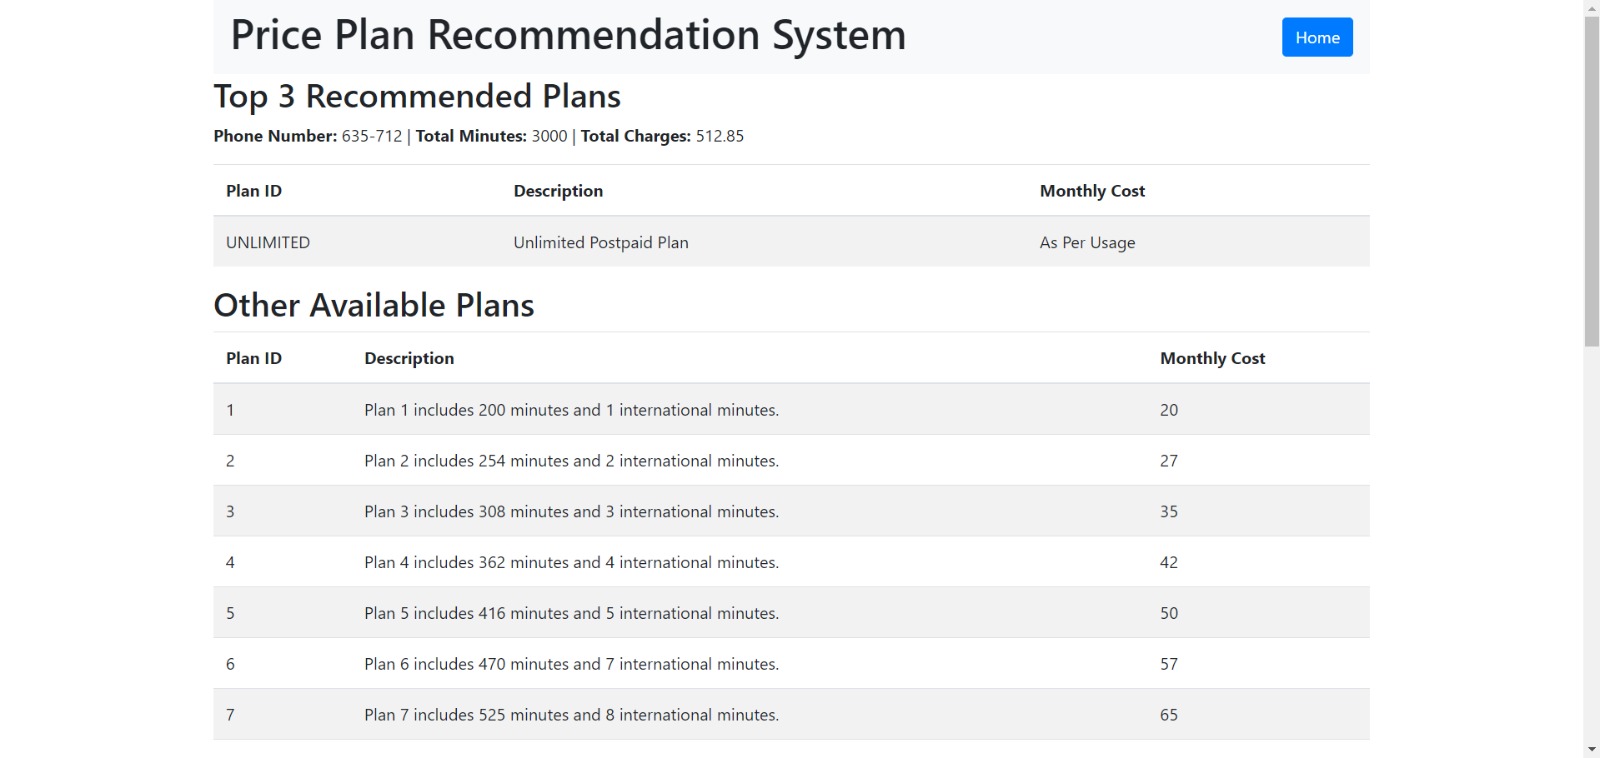 Price Plan Recommendation System
Home
Top 3 Recommended Plans
Phone Number: 635-712 | Total Minutes: 3000 | Total Charges: 512.85
Plan ID Description Monthly Cost
UNLIMITED Unlimited Postpaid Plan As Per Usage
Other Available Plans
Plan ID Description Monthly Cost
1 Plan 1 includes 200 minutes and 1 international minutes. 20
2 Plan 2 includes 254 minutes and 2 international minutes. 27
3 Plan 3 includes 308 minutes and 3 international minutes. 35
4 Plan 4 includes 362 minutes and 4 international minutes. 42
5 Plan 5 includes 416 minutes and 5 international minutes. 50
6 Plan 6 includes 470 minutes and 7 international minutes. 57
7 Plan 7 includes 525 minutes and 8 international minutes. 65